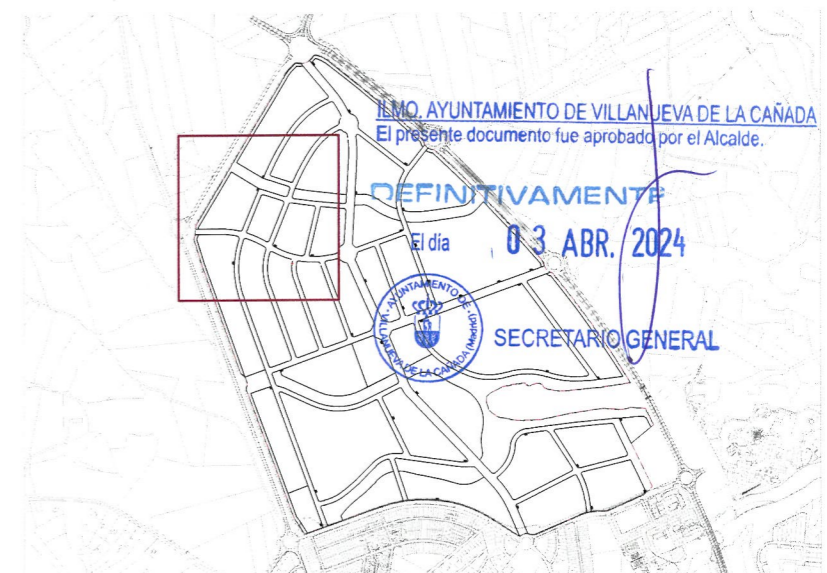 ILMO. AYUNTAMIENTO DE VILLANUEVA DE LA CAÑADA
El presente documento fue aprobado por el Alcalde.
DEFINITIVAMENTE
El día 03 ABR. 2024
AYUNTAMIENTO DE VILLANUEVA DE LA CAÑADA (Madrid)
SECRETARIO GENERAL